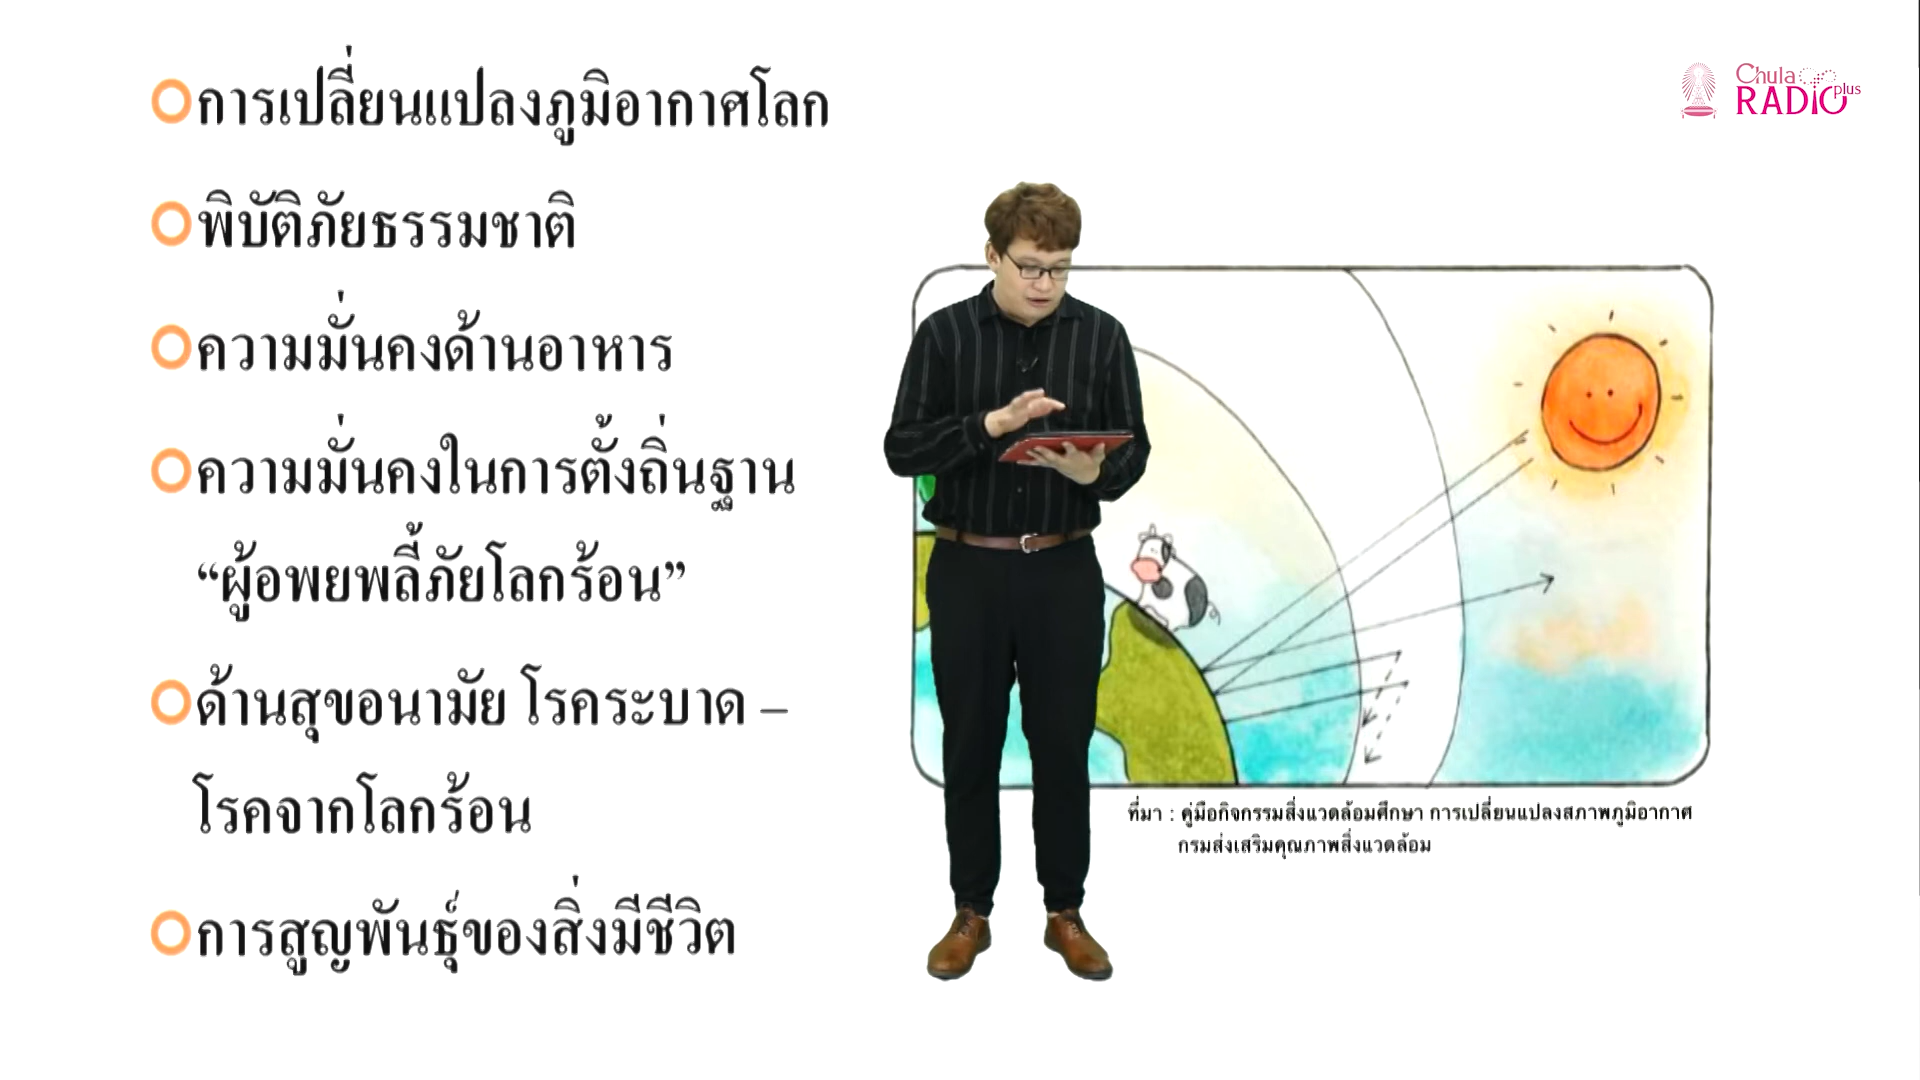 การเปลี่ยนแปลงภูมิอากาศโลก
พิบัติภัยธรรมชาติ
ความมั่นคงด้านอาหาร
ความมั่นคงในการตั้งถิ่นฐาน
“ผู้อพยพลี้ภัยโลกร้อน”
ด้านสุขอนามัย โรคระบาด –
โรคจากโลกร้อน
การสูญพันธุ์ของสิ่งมีชีวิต
Chula
RADIO plus
ที่มา : คู่มือกิจกรรมสิ่งแวดล้อมศึกษา การเปลี่ยนแปลงสภาพภูมิอากาศ
กรมส่งเสริมคุณภาพสิ่งแวดล้อม